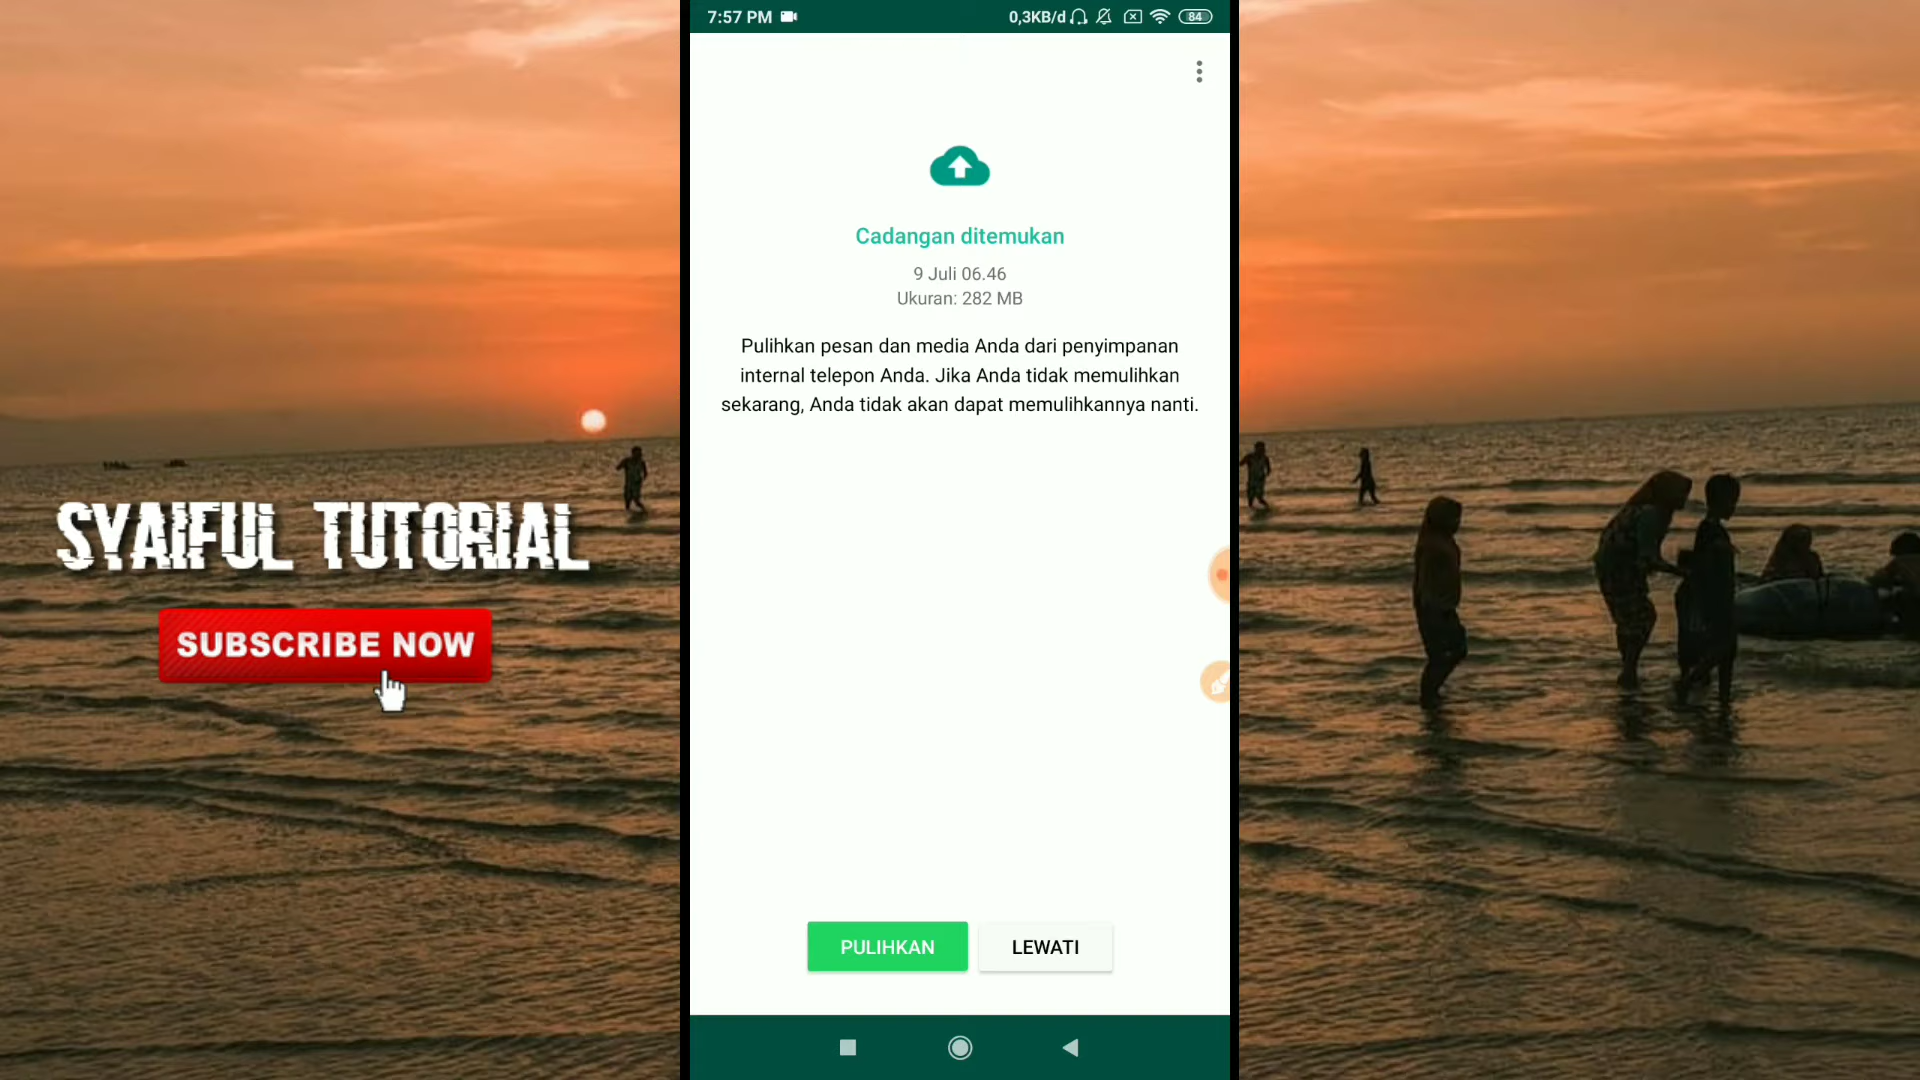 7:57 PM
0,3KB/d
84
Cadangan ditemukan
9 Juli 06.46
Ukuran: 282 MB
Pulihkan pesan dan media Anda dari penyimpanan
internal telepon Anda. Jika Anda tidak memulihkan
sekarang, Anda tidak akan dapat memulihkannya nanti.
SYAIFUL TUTORIAL
SUBSCRIBE NOW
PULIHKAN
LEWATI